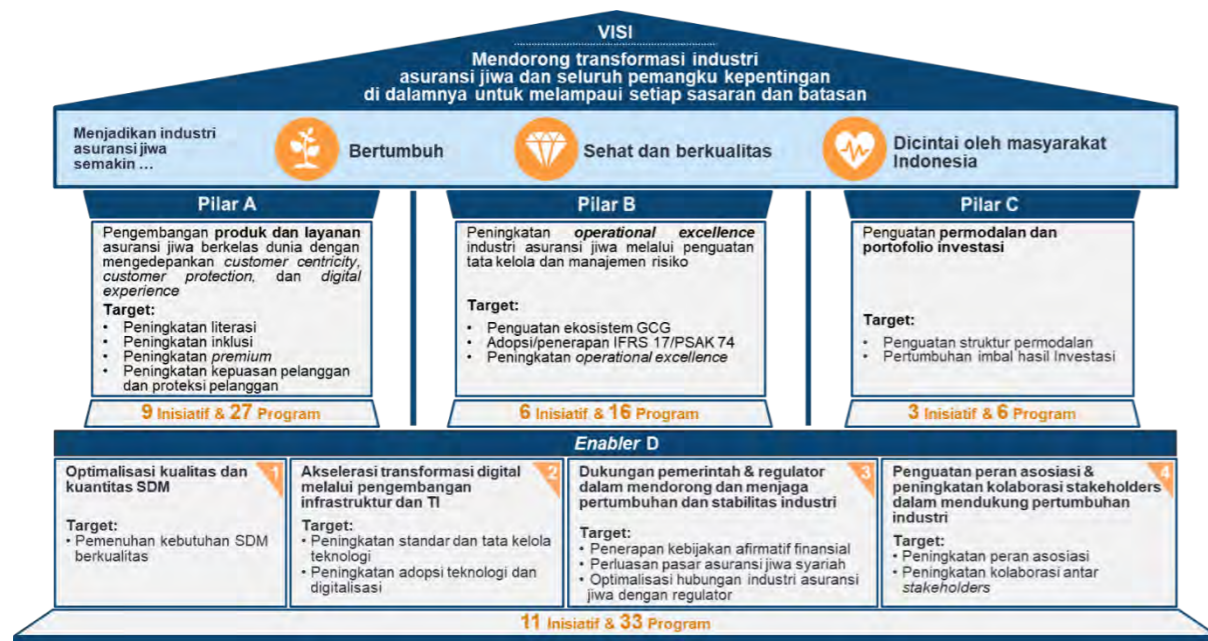 VISI
Mendorong transformasi industri
asuransi jiwa dan seluruh pemangku kepentingan
di dalamnya untuk melampaui setiap sasaran dan batasan
Menjadikan industri
asuransi jiwa
semakin ...
Bertumbuh
Sehat dan berkualitas
Dicintai oleh masyarakat
Indonesia
Pilar A
Pengembangan produk dan layanan
asuransi jiwa berkelas dunia dengan
mengedepankan customer centricity,
customer protection, dan digital
experience
Target:
• Peningkatan literasi
• Peningkatan inklusi
• Peningkatan premium
• Peningkatan kepuasan pelanggan
dan proteksi pelanggan
9 Inisiatif & 27 Program
Pilar B
Peningkatan operational excellence
industri asuransi jiwa melalui penguatan
tata kelola dan manajemen risiko
Target:
• Penguatan ekosistem GCG
• Adopsi/penerapan IFRS 17/PSAK 74
• Peningkatan operational excellence
6 Inisiatif & 16 Program
Pilar C
Penguatan permodalan dan
portofolio investasi
Target:
• Penguatan struktur permodalan
• Pertumbuhan imbal hasil Investasi
3 Inisiatif & 6 Program
Enabler D
Optimalisasi kualitas dan
kuantitas SDM
1
Target:
• Pemenuhan kebutuhan SDM
berkualitas
Akselerasi transformasi digital
melalui pengembangan
infrastruktur dan TI
2
Target:
• Peningkatan standar dan tata kelola
teknologi
• Peningkatan adopsi teknologi dan
digitalisasi
Dukungan pemerintah & regulator
dalam mendorong dan menjaga
pertumbuhan dan stabilitas industri
3
Target:
• Penerapan kebijakan afirmatif finansial
• Perluasan pasar asuransi jiwa syariah
• Optimalisasi hubungan industri asuransi
jiwa dengan regulator
Penguatan peran asosiasi &
peningkatan kolaborasi stakeholders
dalam mendukung pertumbuhan
industri
4
Target:
• Peningkatan peran asosiasi
• Peningkatan kolaborasi antar
stakeholders
11 Inisiatif & 33 Program